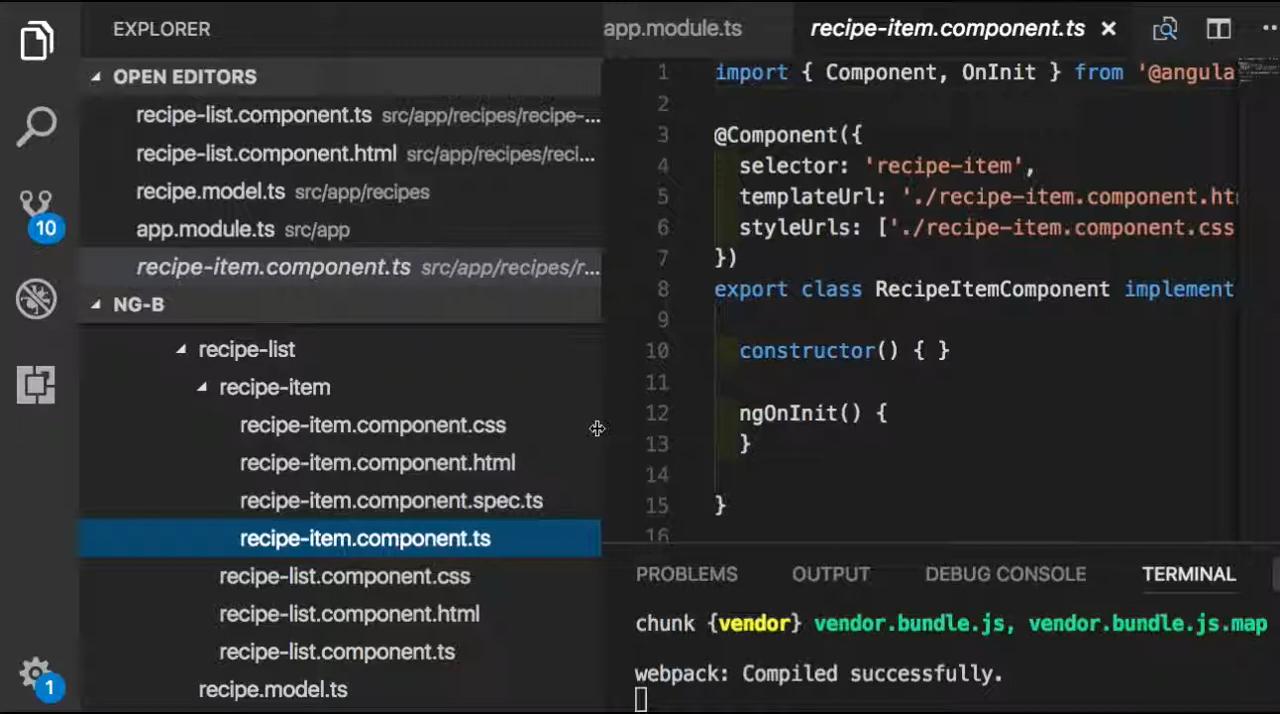 EXPLORER
OPEN EDITORS
recipe-list.component.ts src/app/recipes/recipe-...
recipe-list.component.html src/app/recipes/reci...
recipe.model.ts src/app/recipes
app.module.ts src/app
recipe-item.component.ts src/app/recipes/r...
NG-B
recipe-list
recipe-item
recipe-item.component.css
recipe-item.component.html
recipe-item.component.spec.ts
recipe-item.component.ts
recipe-list.component.css
recipe-list.component.html
recipe-list.component.ts
recipe.model.ts
10
1
app.module.ts
recipe-item.component.ts
1 import { Component, OnInit } from '@angula
2
3 @Component({
4 selector: 'recipe-item',
5 templateUrl: './recipe-item.component.ht
6 styleUrls: ['./recipe-item.component.css
7 })
8 export class RecipeItemComponent implement
9
10 constructor() { }
11
12 ngOnInit() {
13 }
14
15 }
16
PROBLEMS OUTPUT DEBUG CONSOLE TERMINAL
chunk {vendor} vendor.bundle.js, vendor.bundle.js.map
webpack: Compiled successfully.